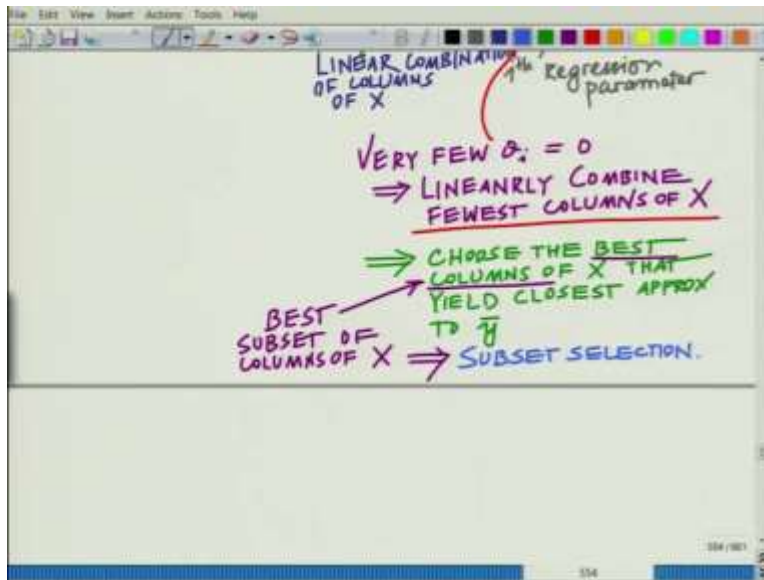 File Edit View Insert Actions Tools Help
LINEAR COMBINATION
OF COLUMNS
OF X
Regression
parameter
VERY FEW θi = 0
⇒ LINEANRLY COMBINE
FEWEST COLUMNS OF X
⇒ CHOOSE THE BEST
COLUMNS OF X THAT
YIELD CLOSEST APPROX
TO ȳ
BEST
SUBSET OF
COLUMNS OF X ⇒ SUBSET SELECTION.
554